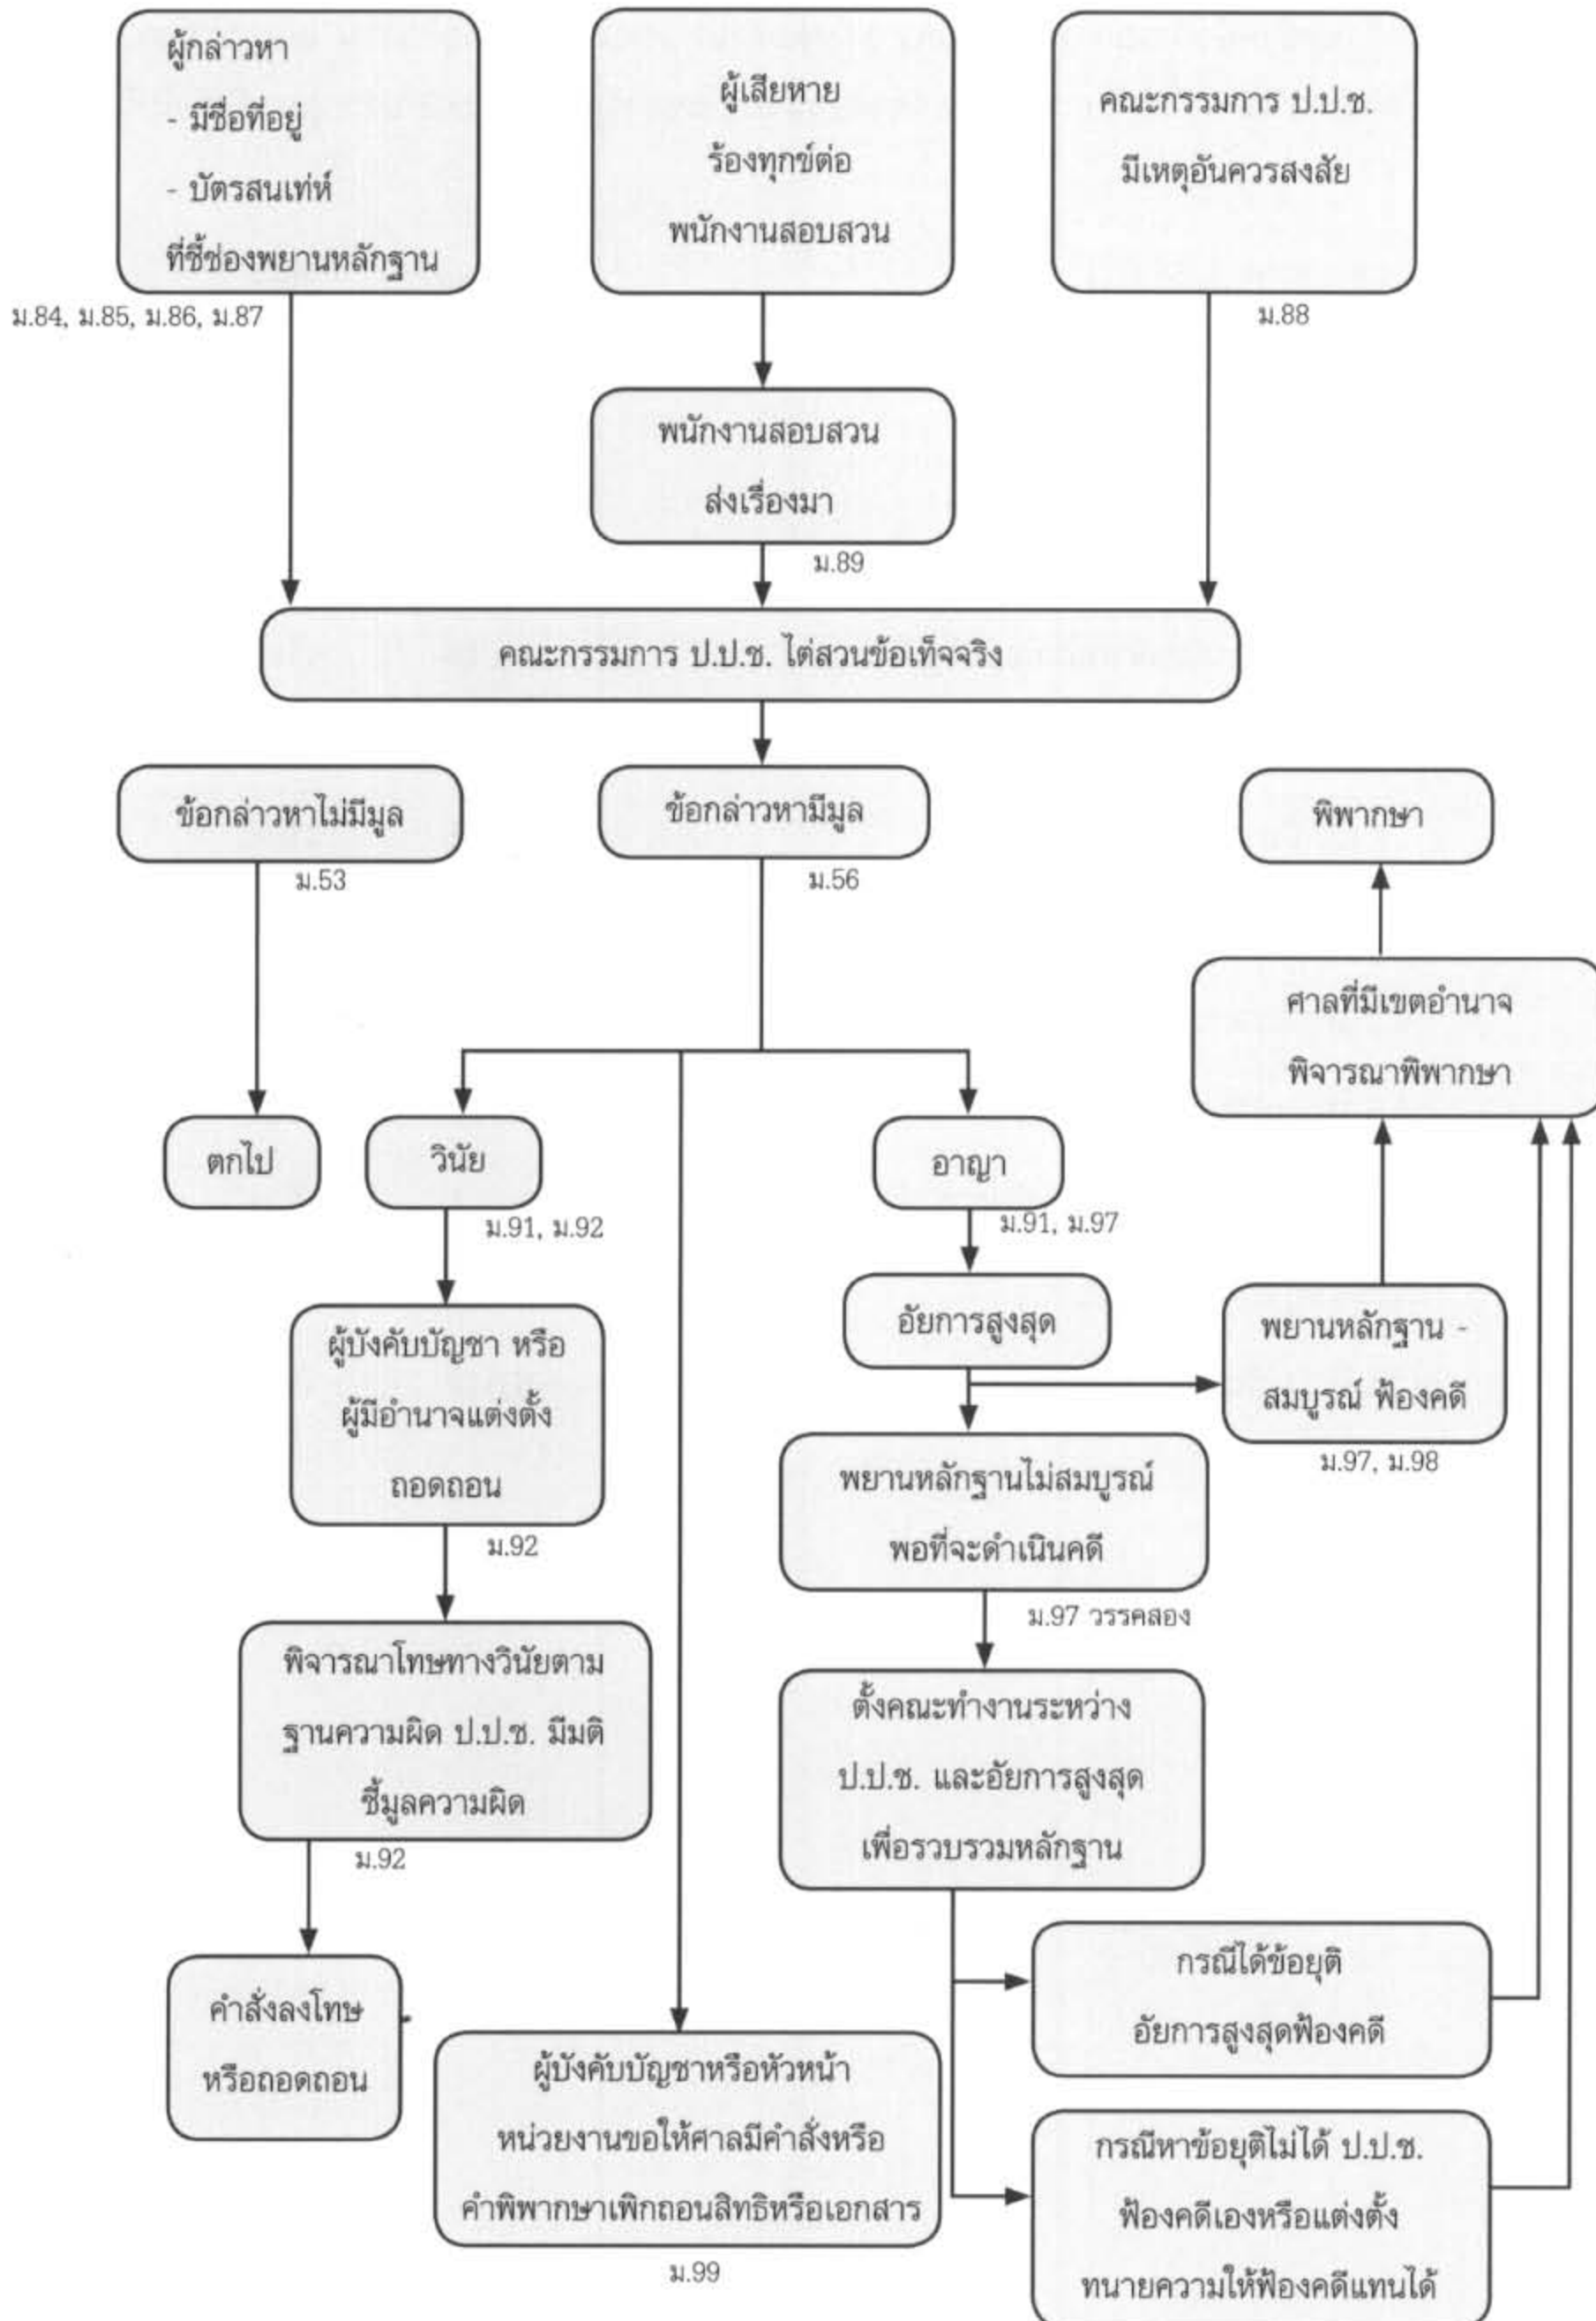 ผู้กล่าวหา
- มีชื่อที่อยู่
- บัตรสนเท่ห์
ที่ชี้ช่องพยานหลักฐาน
ม.84, ม.85, ม.86, ม.87
ผู้เสียหาย
ร้องทุกข์ต่อ
พนักงานสอบสวน
คณะกรรมการ ป.ป.ช.
มีเหตุอันควรสงสัย
ม.88
พนักงานสอบสวน
ส่งเรื่องมา
ม.89
คณะกรรมการ ป.ป.ช. ไต่สวนข้อเท็จจริง
ข้อกล่าวหาไม่มีมูล
ม.53
ข้อกล่าวหามีมูล
ม.56
พิพากษา
ศาลที่มีเขตอำนาจ
พิจารณาพิพากษา
ตกไป
วินัย
ม.91, ม.92
อาญา
ม.91, ม.97
ผู้บังคับบัญชา หรือ
ผู้มีอำนาจแต่งตั้ง
ถอดถอน
ม.92
อัยการสูงสุด
พยานหลักฐาน -
สมบูรณ์ ฟ้องคดี
ม.97, ม.98
พยานหลักฐานไม่สมบูรณ์
พอที่จะดำเนินคดี
ม.97 วรรคสอง
พิจารณาโทษทางวินัยตาม
ฐานความผิด ป.ป.ช. มีมติ
ชี้มูลความผิด
ม.92
ตั้งคณะทำงานระหว่าง
ป.ป.ช. และอัยการสูงสุด
เพื่อรวบรวมหลักฐาน
คำสั่งลงโทษ
หรือถอดถอน
ผู้บังคับบัญชาหรือหัวหน้า
หน่วยงานขอให้ศาลมีคำสั่งหรือ
คำพิพากษาเพิกถอนสิทธิหรือเอกสาร
ม.99
กรณีได้ข้อยุติ
อัยการสูงสุดฟ้องคดี
กรณีหาข้อยุติไม่ได้ ป.ป.ช.
ฟ้องคดีเองหรือแต่งตั้ง
ทนายความให้ฟ้องคดีแทนได้